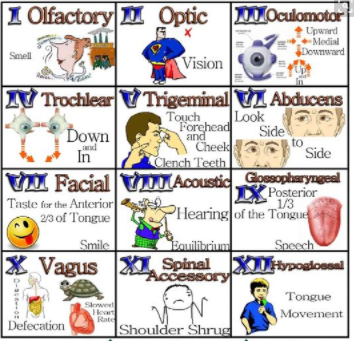 I Olfactory
Smell
II Optic
Vision
III Oculomotor
Upward
Medial
Downward
Up
In
IV Trochlear
Down
and
In
V Trigeminal
Touch
Forehead
and
Cheek
Clench Teeth
VI Abducens
Look
Side
to
Side
VII Facial
Taste for the Anterior
2/3 of Tongue
Smile
VIII Acoustic
Hearing
Equilibrium
Glossopharyngeal
IX Posterior
1/3
of the Tongue
Speech
X Vagus
Digestion
Slowed
Heart
Rate
Defecation
XI Spinal
Accessory
Shoulder Shrug
XII Hypoglossal
Tongue
Movement